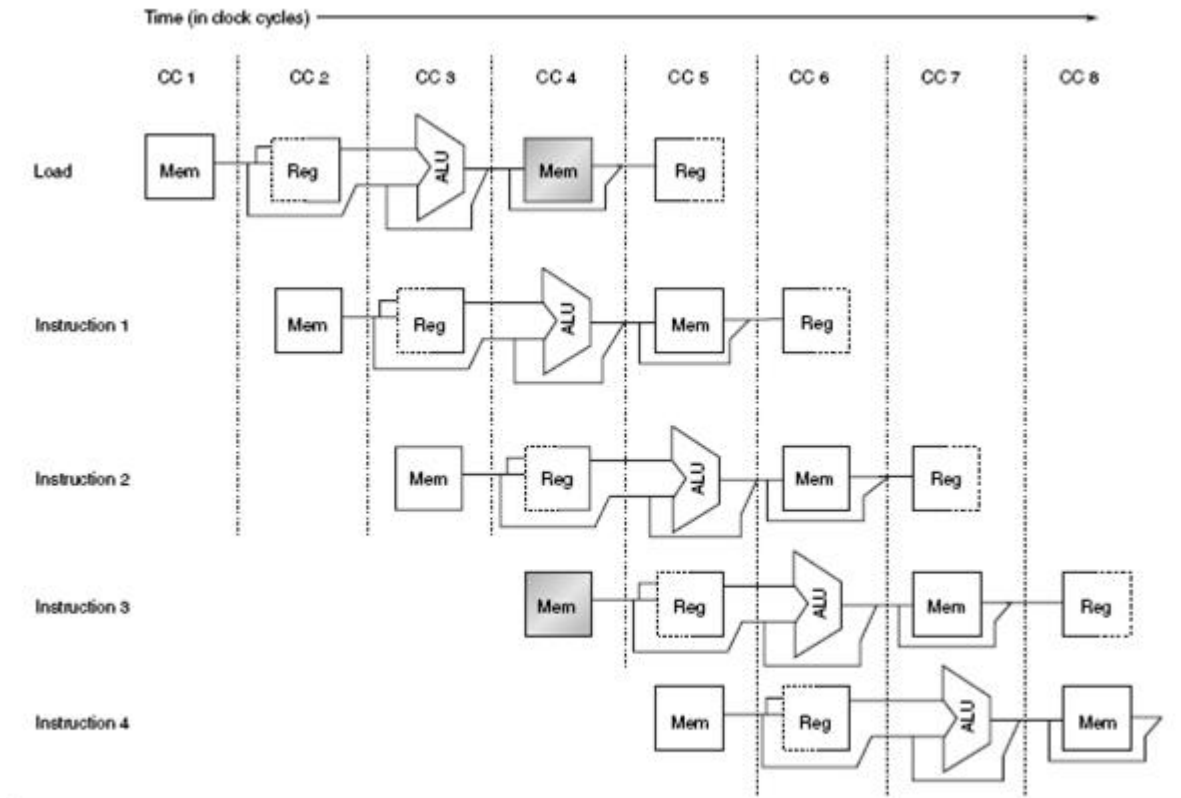 Time (in clock cycles)
CC 1 CC 2 CC 3 CC 4 CC 5 CC 6 CC 7 CC 8
Load Mem Reg ALU Mem Reg
Instruction 1 Mem Reg ALU Mem Reg
Instruction 2 Mem Reg ALU Mem Reg
Instruction 3 Mem Reg ALU Mem Reg
Instruction 4 Mem Reg ALU Mem